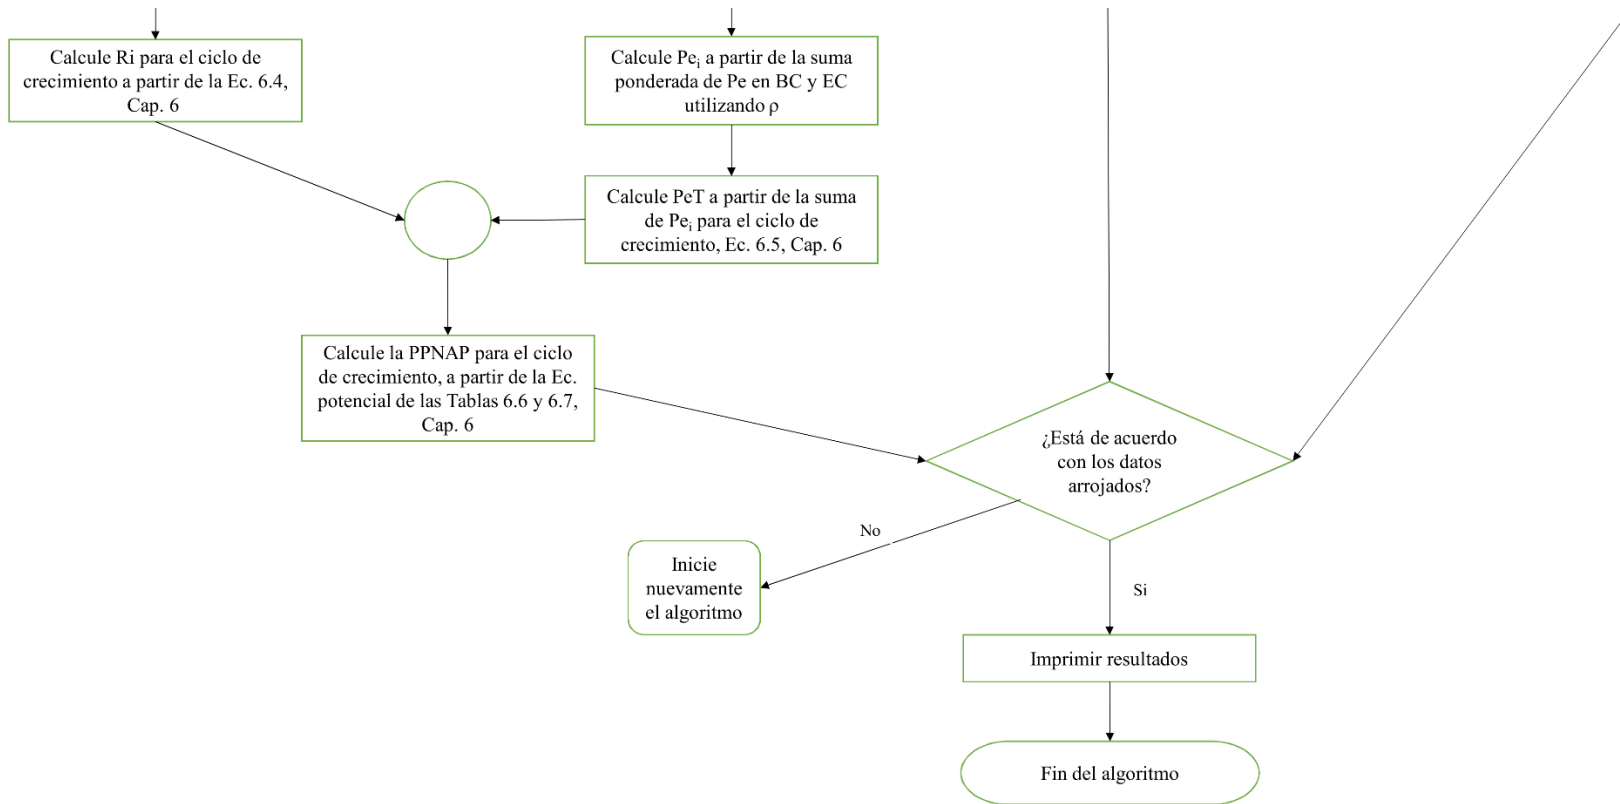 Calcule Ri para el ciclo de
crecimiento a partir de la Ec. 6.4,
Cap. 6
Calcule Peᵢ a partir de la suma
ponderada de Pe en BC y EC
utilizando ρ
Calcule PeT a partir de la suma
de Peᵢ para el ciclo de
crecimiento, Ec. 6.5, Cap. 6
Calcule la PPNAP para el ciclo
de crecimiento, a partir de la Ec.
potencial de las Tablas 6.6 y 6.7,
Cap. 6
¿Está de acuerdo
con los datos
arrojados?
No
Inicie
nuevamente
el algoritmo
Si
Imprimir resultados
Fin del algoritmo